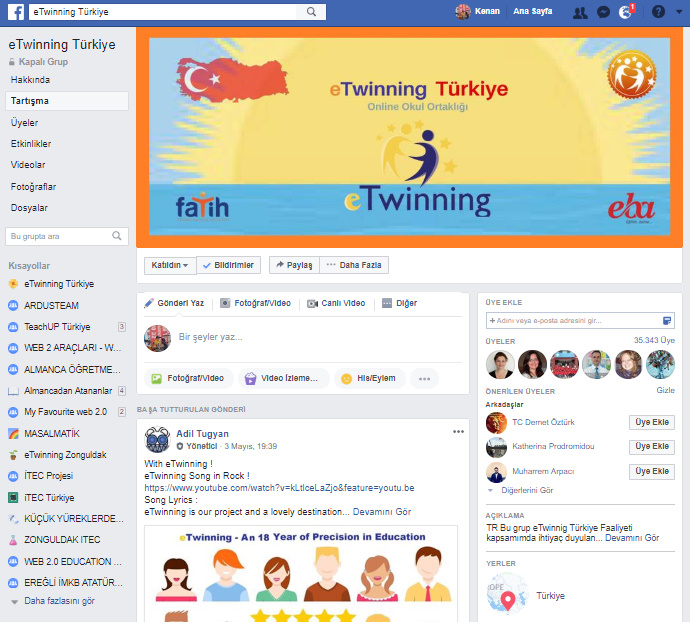 eTwinning Türkiye
Kenan
Ana Sayfa
1
eTwinning Türkiye
Kapalı Grup
Hakkında
Tartışma
Üyeler
Etkinlikler
Videolar
Fotoğraflar
Dosyalar
Bu grupta ara
Kısayollar
eTwinning Türkiye
ARDUSTEAM
TeachUP Türkiye 3
WEB 2 ARAÇLARI - W...
ALMANCA ÖĞRETME...
Almancadan Atananlar 4
My Favourite web 2.0 2
MASALMATİK
eTwinning Zonguldak
İTEC Projesi
ITEC Türkiye
KÜÇÜK YÜREKLERDE...
ZONGULDAK ITEC
WEB 2.0 EDUCATION ...
EREĞLİ İMKB ATATÜR...
Daha fazlasını gör
eTwinning Türkiye
Online Okul Ortaklığı
eTwinning
fatih
eba
Katıldın
Bildirimler
Paylaş
Daha Fazla
Gönderi Yaz
Fotoğraf/Video
Canlı Video
Diğer
Bir şeyler yaz...
Fotoğraf/Video
Video İzleme...
His/Eylem
BAŞA TUTTURULAN GÖNDERİ
Adil Tugyan
Yönetici · 3 Mayıs, 19:39
With eTwinning !
eTwinning Song in Rock !
https://www.youtube.com/watch?v=kLtlceLaZjo&feature=youtu.be
Song Lyrics :
eTwinning is our project and a lovely destination... Devamını Gör
eTwinning - An 18 Year of Precision in Education
ÜYE EKLE
+ Adını veya e-posta adresini gir...
ÜYELER 35.343 Üye
ÖNERİLEN ÜYELER Gizle
Arkadaşlar
TC Demet Öztürk Üye Ekle
Katherina Prodromidou Üye Ekle
Muharrem Arpacı Üye Ekle
Diğerlerini Gör
AÇIKLAMA
TR Bu grup eTwinnig Türkiye Faaliyeti
kapsamımda ihtiyaç duyulan... Devamını Gör
YERLER
Türkiye